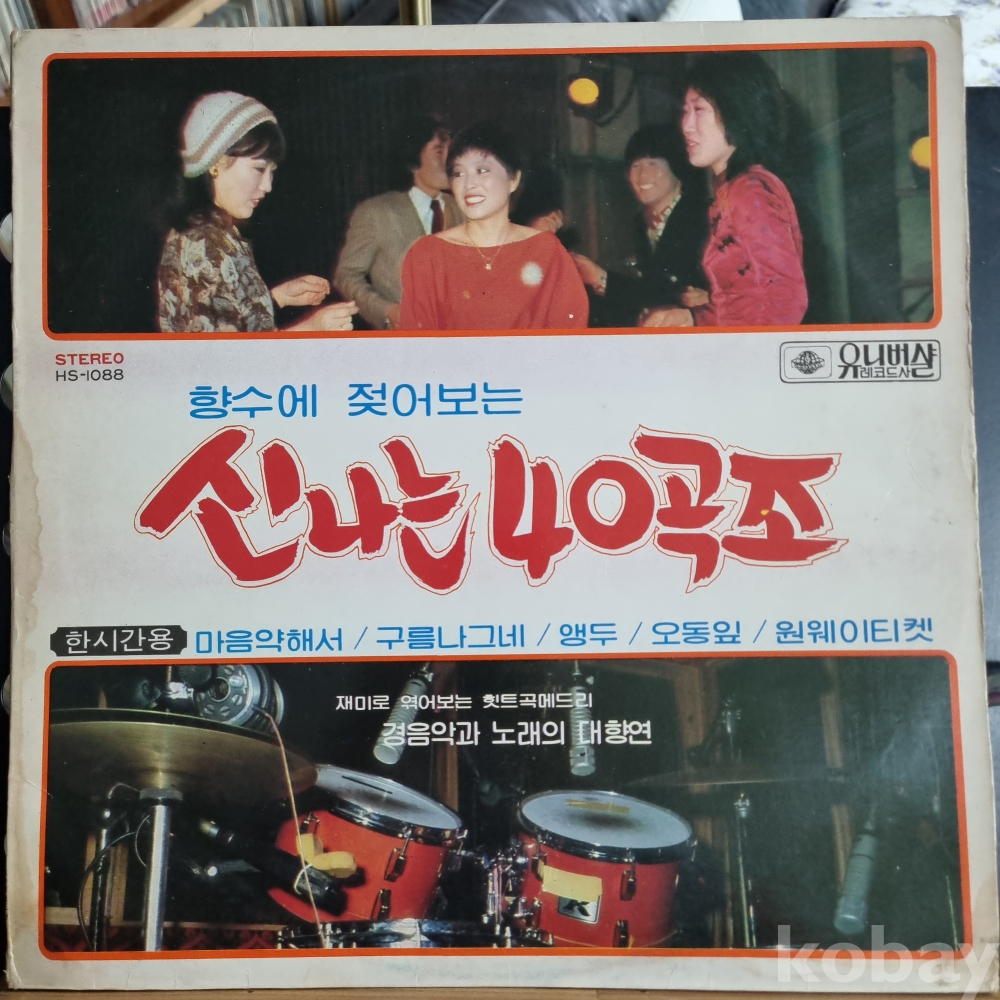 STEREO
HS-1088
유니버샬
레코드사
향수에 젖어보는
신나는 40곡조
한시간용 마음약해서 / 구름나그네 / 앵두 / 오동잎 / 원웨이티켓
재미로 엮어보는 힛트곡메드리
경음악과 노래의 대향연
K
kobay